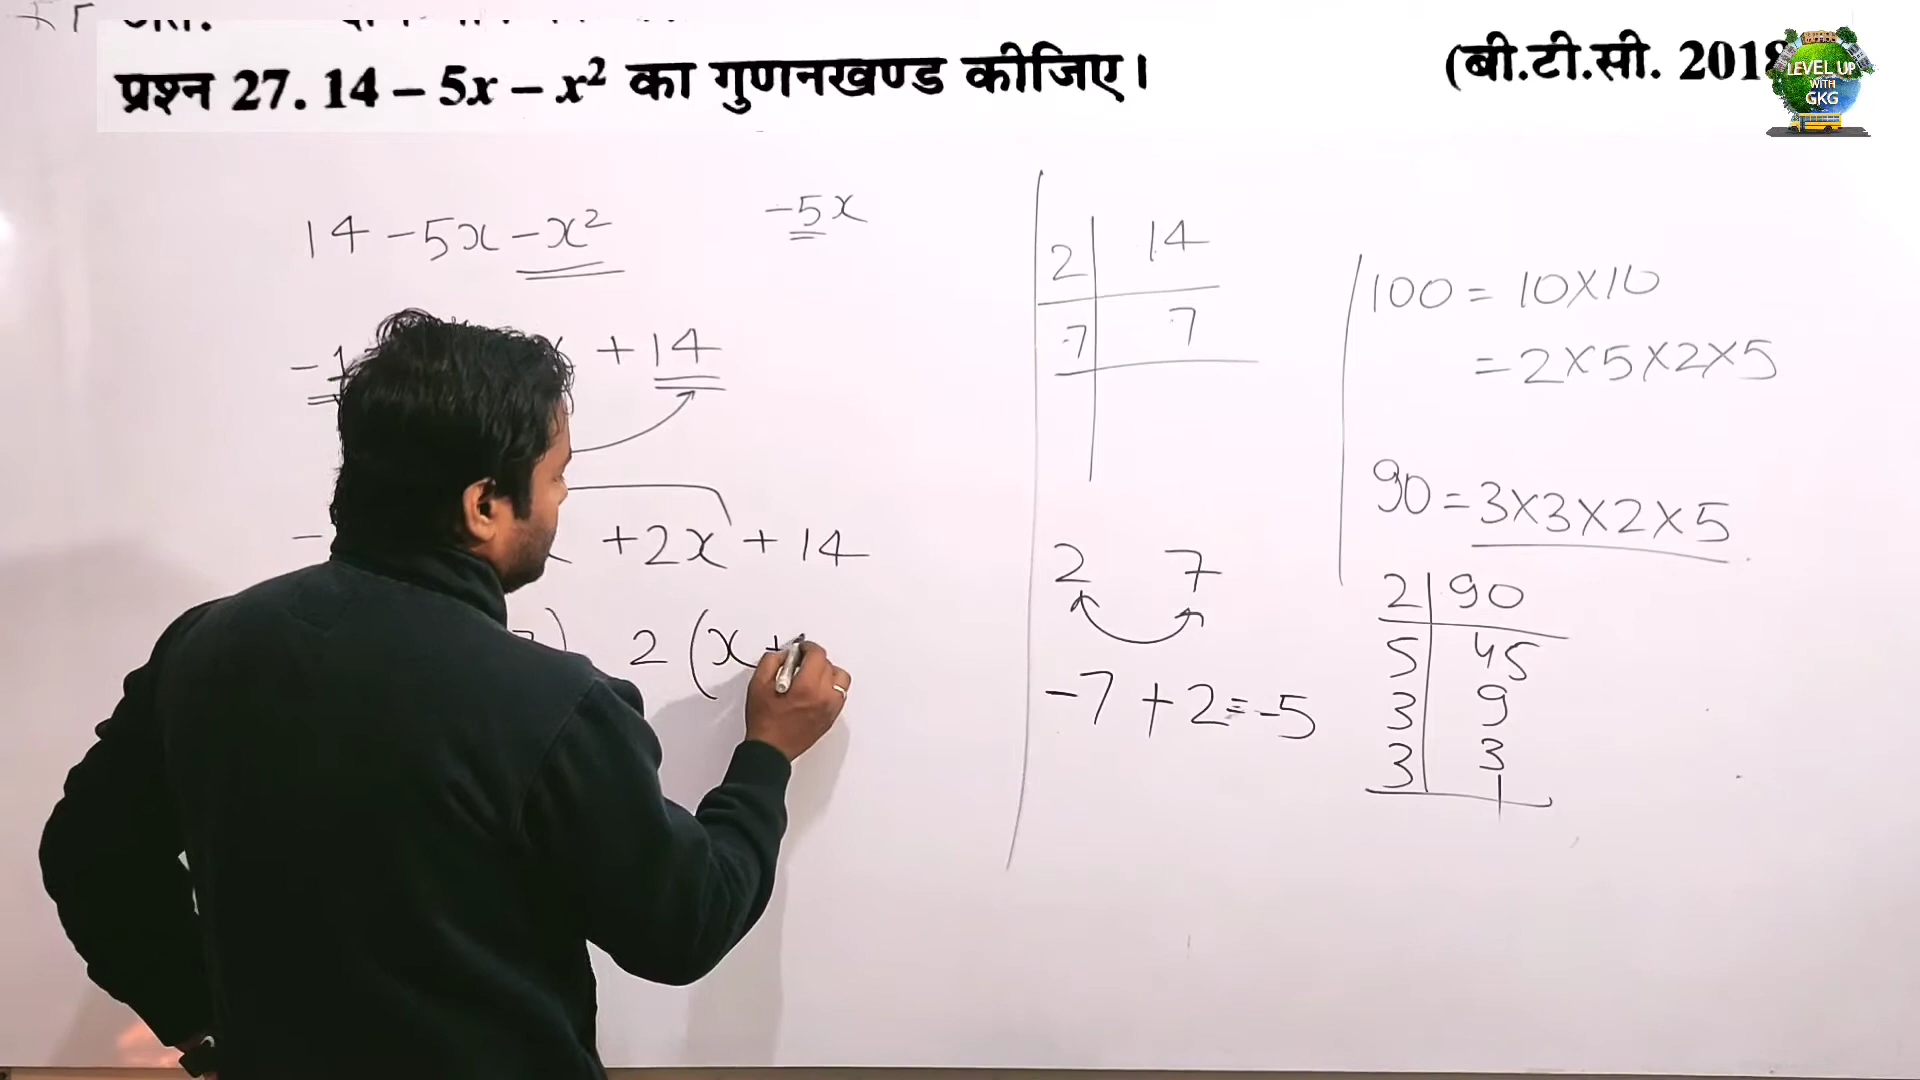 प्रश्न 27. 14 – 5x – x² का गुणनखण्ड कीजिए। (बी.टी.सी. 2018
LEVEL UP
WITH
GKG
14 -5x -x²
-5x
+14
+2x + 14
2 (x +
2 | 14
7 | 7
2 7
-7 + 2 = -5
100 = 10×10
= 2×5×2×5
90 = 3×3×2×5
2 | 90
5 | 45
3 | 9
3 | 3
1